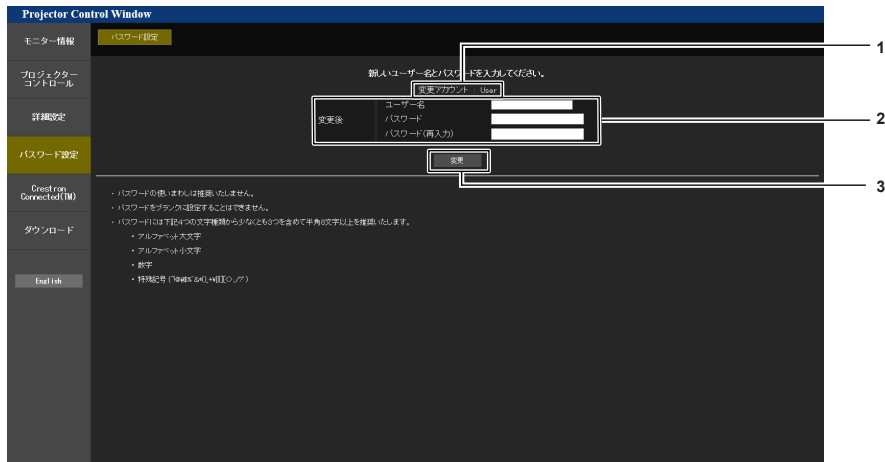 Projector Control Window
モニター情報
プロジェクター
コントロール
詳細設定
パスワード設定
Crestron
Connected(TM)
ダウンロード
English
パスワード設定
新しいユーザー名とパスワードを入力してください。
変更アカウント : User
変更後
ユーザー名
パスワード
パスワード(再入力)
変更
・ パスワードの使いまわしは推奨いたしません。
・ パスワードをブランクに設定することはできません。
・ パスワードには下記4つの文字種類から少なくとも3つを含めて半角8文字以上を推奨いたします。
・ アルファベット大文字
・ アルファベット小文字
・ 数字
・ 特殊記号
1
2
3